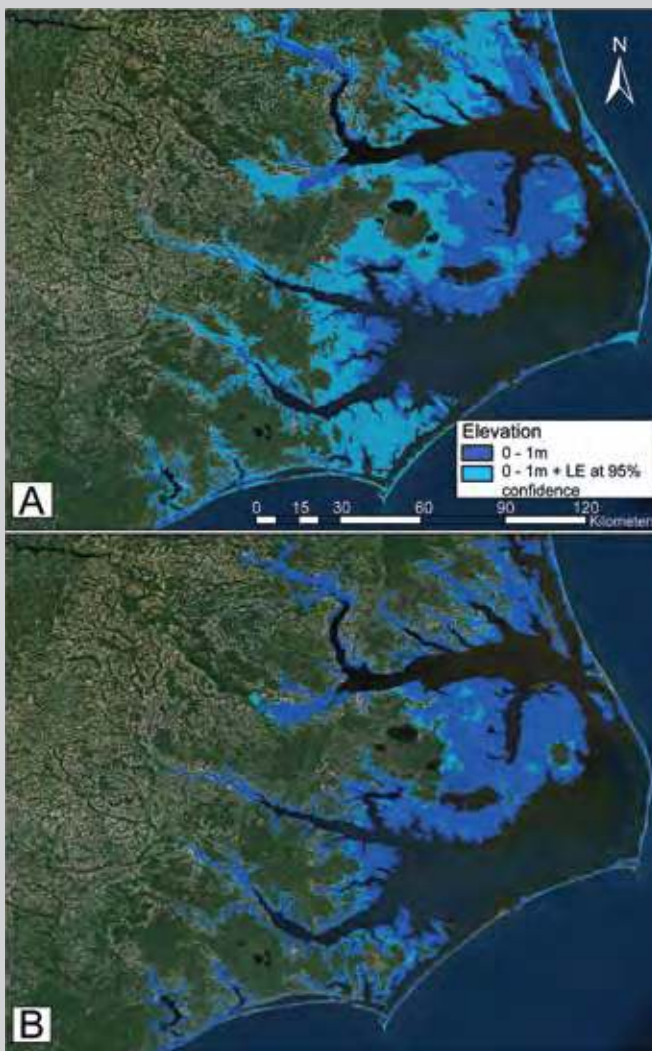 N
Elevation
0 - 1m
0 - 1m + LE at 95%
confidence
A
0 15 30 60 90 120
Kilometers
B